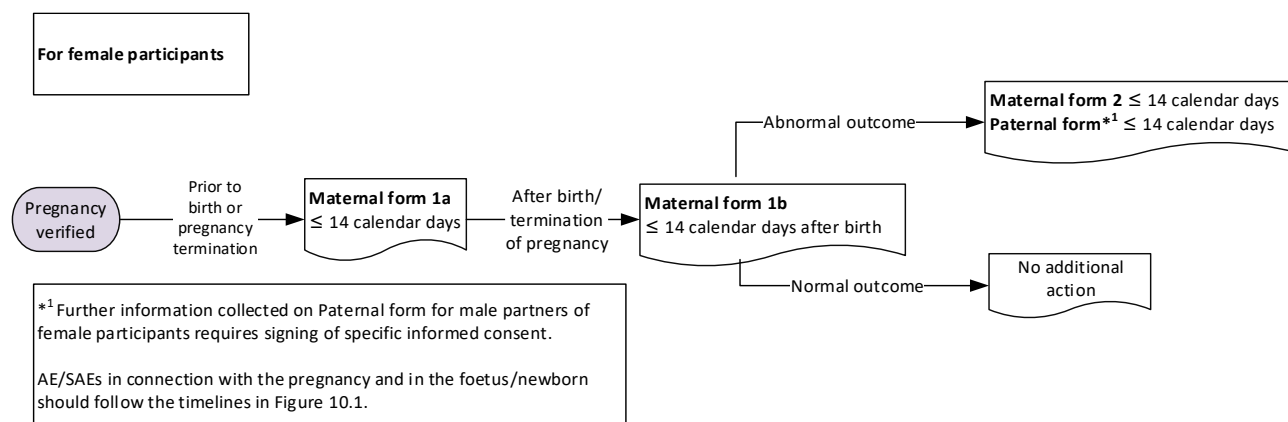 For female participants
Pregnancy
verified
Prior to
birth or
pregnancy
termination
Maternal form 1a
≤ 14 calendar days
After birth/
termination
of pregnancy
Maternal form 1b
≤ 14 calendar days after birth
Abnormal outcome
Maternal form 2 ≤ 14 calendar days
Paternal form*¹ ≤ 14 calendar days
Normal outcome
No additional
action
*¹ Further information collected on Paternal form for male partners of
female participants requires signing of specific informed consent.
AE/SAEs in connection with the pregnancy and in the foetus/newborn
should follow the timelines in Figure 10.1.